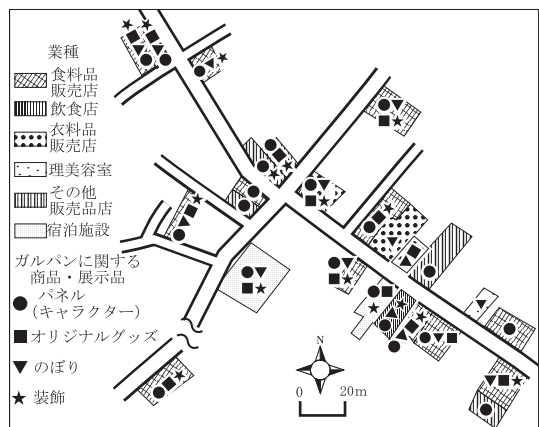 業種
食料品
販売店
飲食店
衣料品
販売店
理美容室
その他
販売品店
宿泊施設
ガルパンに関する
商品・展示品
パネル
(キャラクター)
オリジナルグッズ
のぼり
装飾
N
0 20m